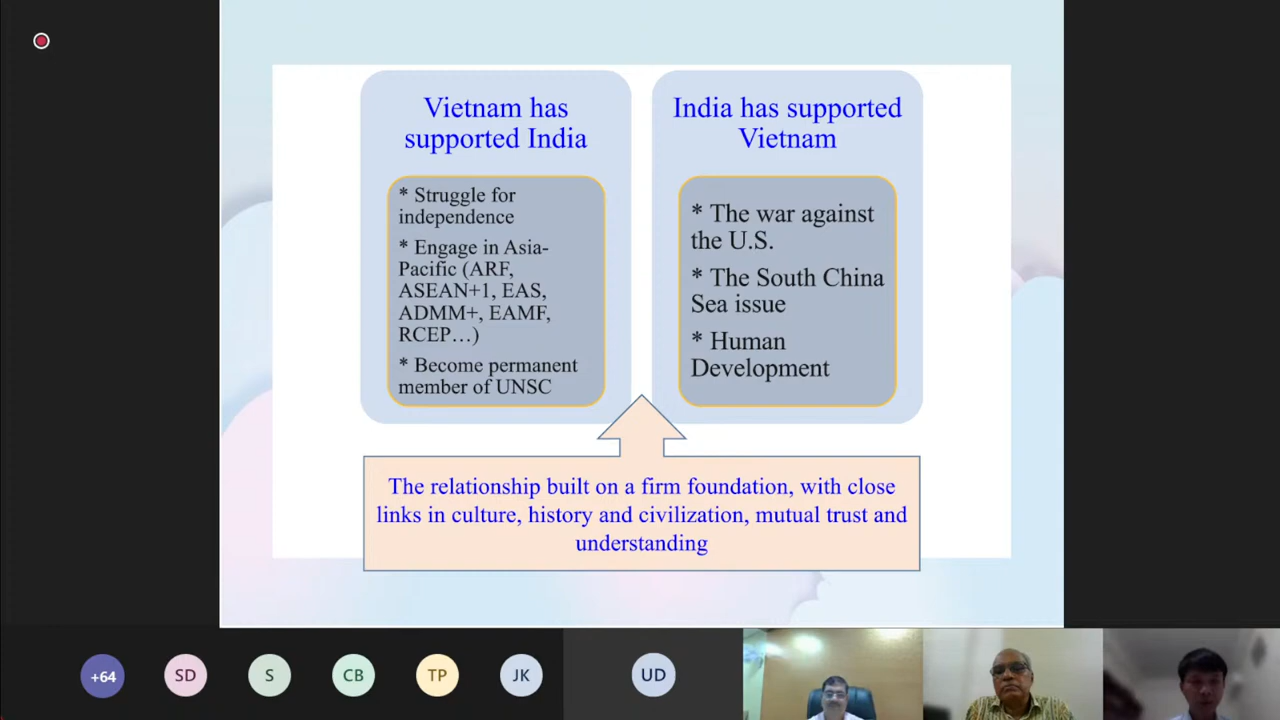 Vietnam has
supported India
* Struggle for
independence
* Engage in Asia-
Pacific (ARF,
ASEAN+1, EAS,
ADMM+, EAMF,
RCEP…)
* Become permanent
member of UNSC
India has supported
Vietnam
* The war against
the U.S.
* The South China
Sea issue
* Human
Development
The relationship built on a firm foundation, with close
links in culture, history and civilization, mutual trust and
understanding
+64
SD
S
CB
TP
JK
UD